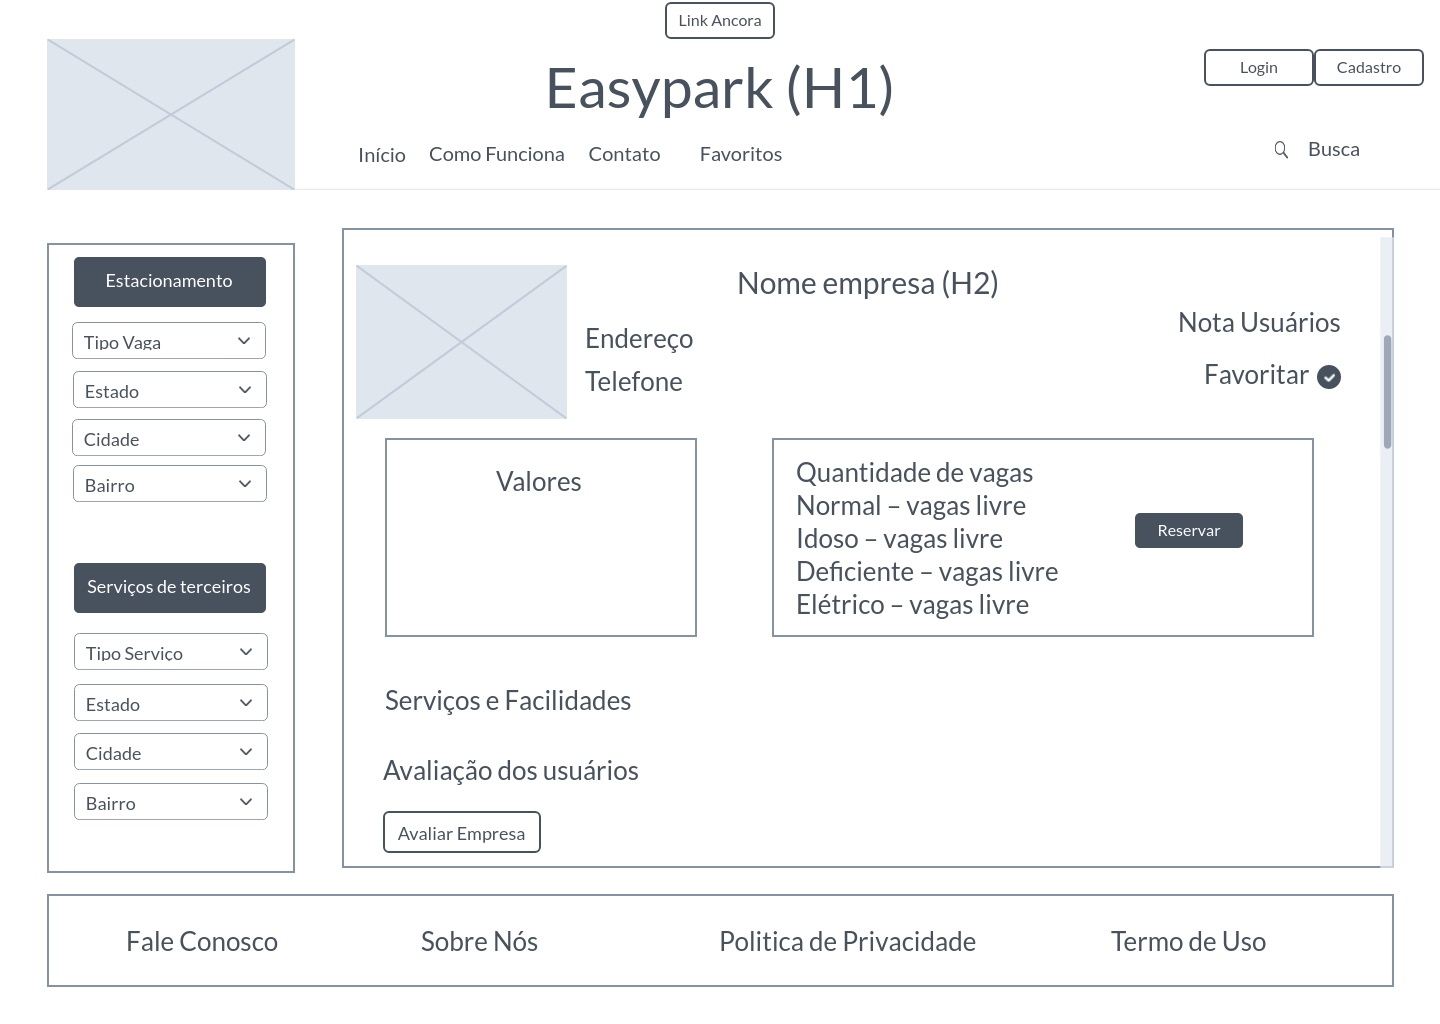 Link Ancora
Easypark (H1)
Login
Cadastro
Início
Como Funciona
Contato
Favoritos
Busca
Estacionamento
Tipo Vaga
Estado
Cidade
Bairro
Serviços de terceiros
Tipo Serviço
Estado
Cidade
Bairro
Nome empresa (H2)
Endereço
Telefone
Nota Usuários
Favoritar
Valores
Quantidade de vagas
Normal – vagas livre
Idoso – vagas livre
Deficiente – vagas livre
Elétrico – vagas livre
Reservar
Serviços e Facilidades
Avaliação dos usuários
Avaliar Empresa
Fale Conosco
Sobre Nós
Politica de Privacidade
Termo de Uso